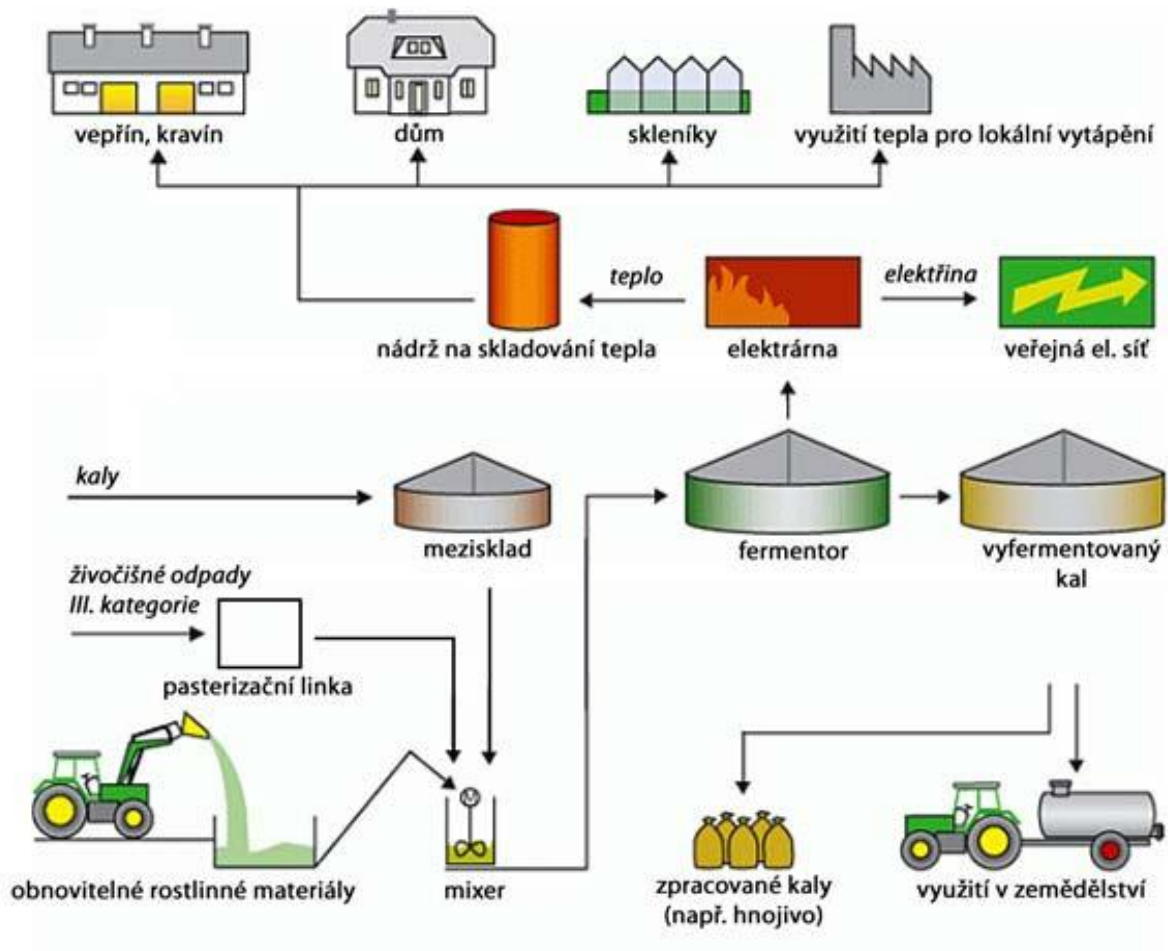 vepřín, kravín
dům
skleníky
využití tepla pro lokální vytápění
teplo
elektřina
nádrž na skladování tepla
elektrárna
veřejná el. síť
kaly
mezisklad
fermentor
vyfermentovaný
kal
živočišné odpady
III. kategorie
pasterizační linka
M
obnovitelné rostlinné materiály
mixer
zpracované kaly
(např. hnojivo)
využití v zemědělství